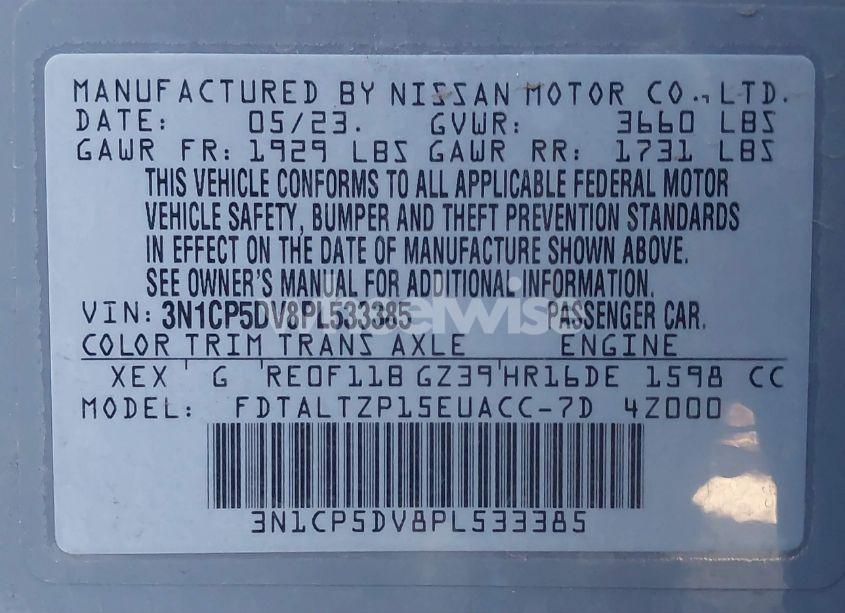 MANUFACTURED BY NISSAN MOTOR CO., LTD.
DATE: 05/23. GVWR: 3660 LBS
GAWR FR: 1929 LBS GAWR RR: 1731 LBS
THIS VEHICLE CONFORMS TO ALL APPLICABLE FEDERAL MOTOR
VEHICLE SAFETY, BUMPER AND THEFT PREVENTION STANDARDS
IN EFFECT ON THE DATE OF MANUFACTURE SHOWN ABOVE.
SEE OWNER'S MANUAL FOR ADDITIONAL INFORMATION.
VIN: 3N1CP5DV8PL533385 PASSENGER CAR.
COLOR TRIM TRANS AXLE ENGINE
XEX G RE0F11B GZ39 HR16DE 1598 CC
MODEL: FDTALTZP15EUACC-7D 4Z000
3N1CP5DV8PL533385